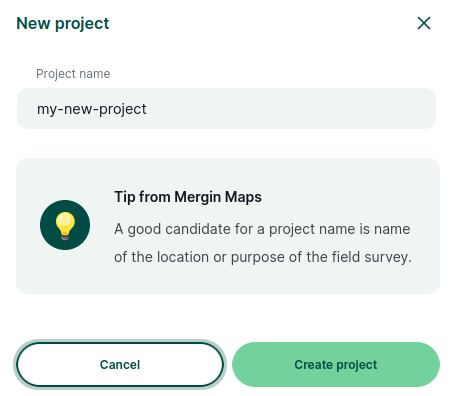 New project
Project name
my-new-project
Tip from Mergin Maps
A good candidate for a project name is name
of the location or purpose of the field survey.
Cancel
Create project